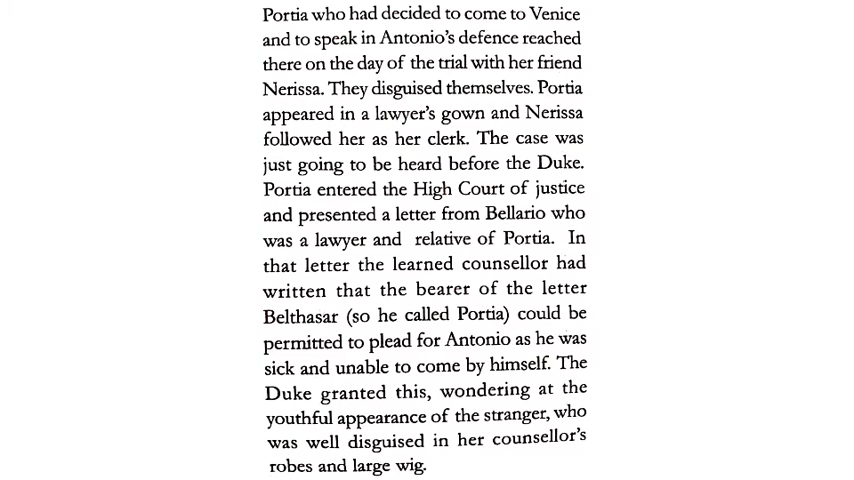 Portia who had decided to come to Venice
and to speak in Antonio's defence reached
there on the day of the trial with her friend
Nerissa. They disguised themselves. Portia
appeared in a lawyer's gown and Nerissa
followed her as her clerk. The case was
just going to be heard before the Duke.
Portia entered the High Court of justice
and presented a letter from Bellario who
was a lawyer and relative of Portia. In
that letter the learned counsellor had
written that the bearer of the letter
Belthasar (so he called Portia) could be
permitted to plead for Antonio as he was
sick and unable to come by himself. The
Duke granted this, wondering at the
youthful appearance of the stranger, who
was well disguised in her counsellor's
robes and large wig.